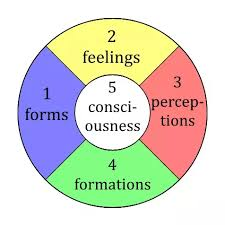 1
forms
2
feelings
3
percep-
tions
4
formations
5
consci-
ousness